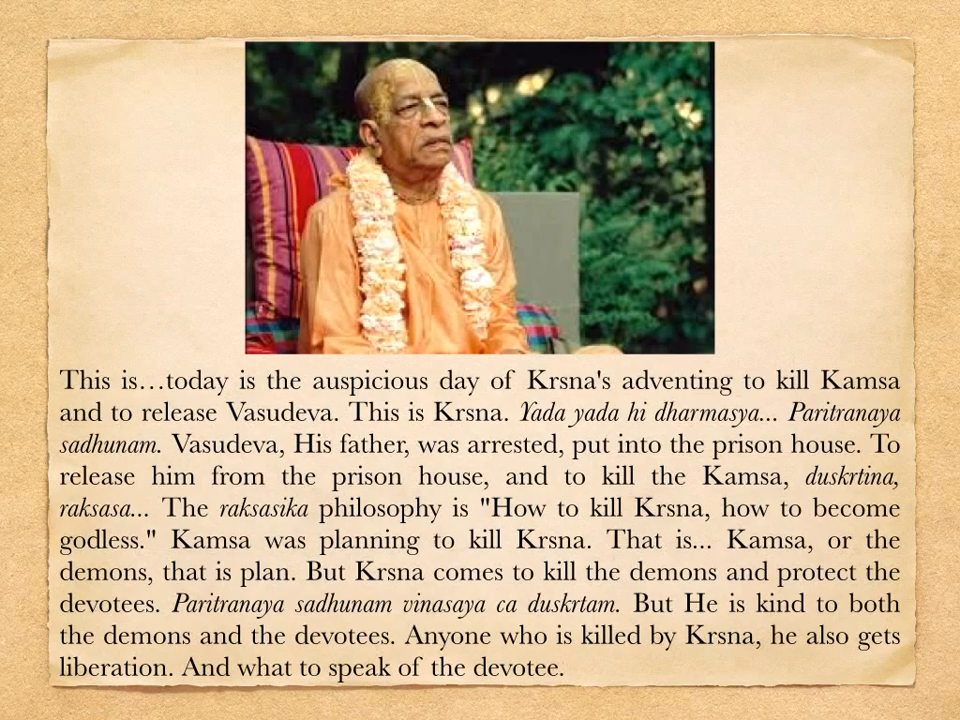 This is…today is the auspicious day of Krsna's adventing to kill Kamsa
and to release Vasudeva. This is Krsna. Yada yada hi dharmasya... Paritranaya
sadhunam. Vasudeva, His father, was arrested, put into the prison house. To
release him from the prison house, and to kill the Kamsa, duskrtina,
raksasa... The raksasika philosophy is "How to kill Krsna, how to become
godless." Kamsa was planning to kill Krsna. That is... Kamsa, or the
demons, that is plan. But Krsna comes to kill the demons and protect the
devotees. Paritranaya sadhunam vinasaya ca duskrtam. But He is kind to both
the demons and the devotees. Anyone who is killed by Krsna, he also gets
liberation. And what to speak of the devotee.